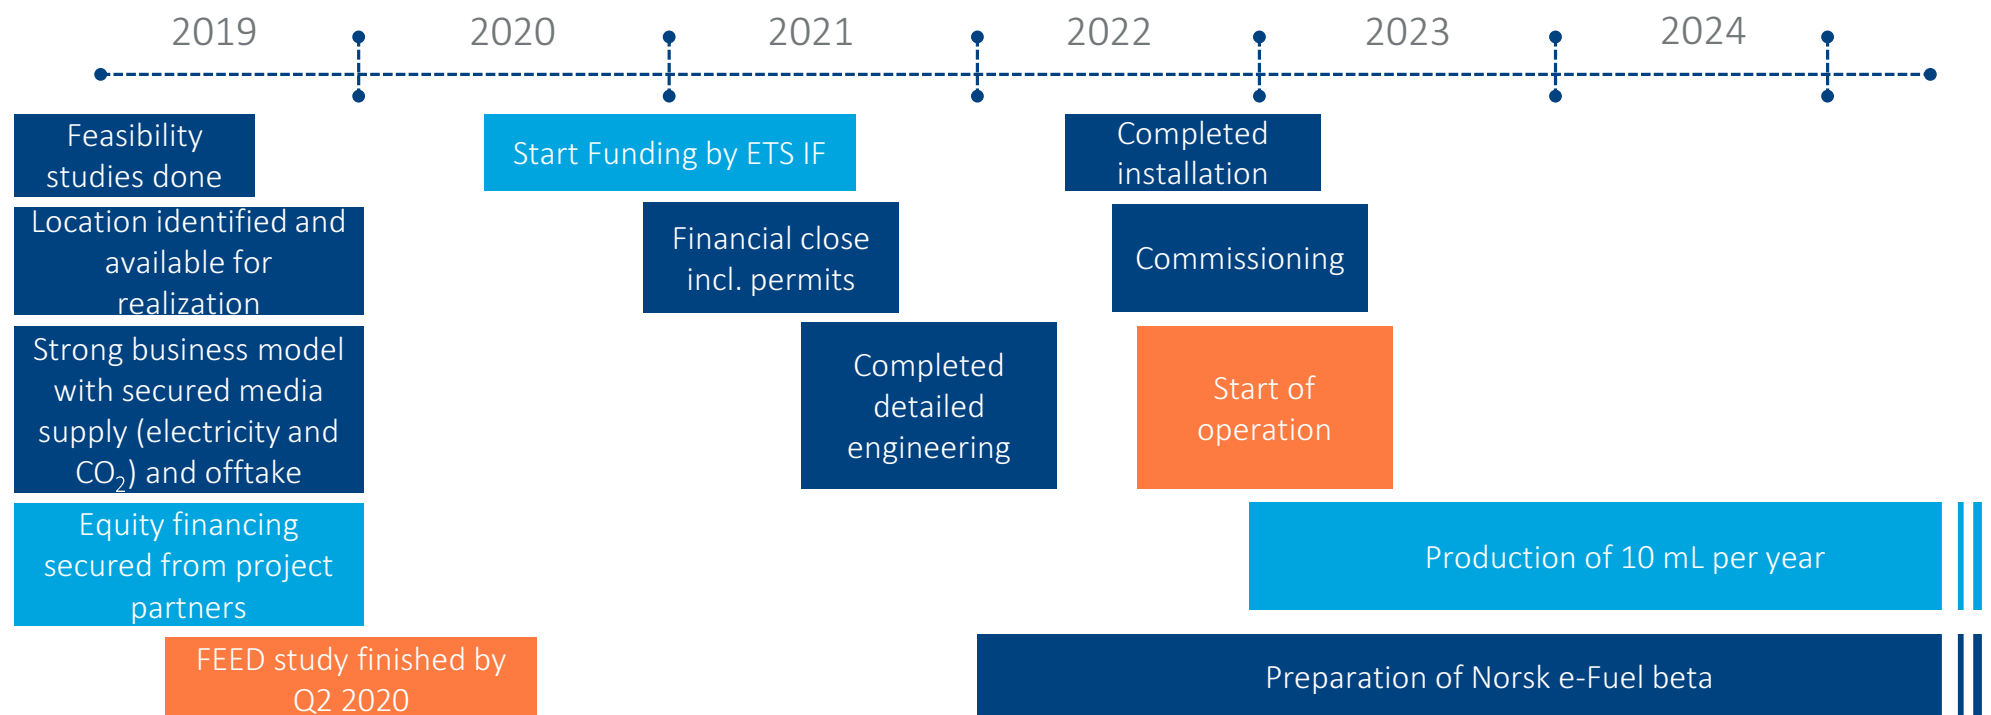 2019
2020
2021
2022
2023
2024
Feasibility
studies done
Start Funding by ETS IF
Completed
installation
Location identified and
available for
realization
Financial close
incl. permits
Commissioning
Strong business model
with secured media
supply (electricity and
CO₂) and offtake
Completed
detailed
engineering
Start of
operation
Equity financing
secured from project
partners
Production of 10 mL per year
FEED study finished by
Q2 2020
Preparation of Norsk e-Fuel beta